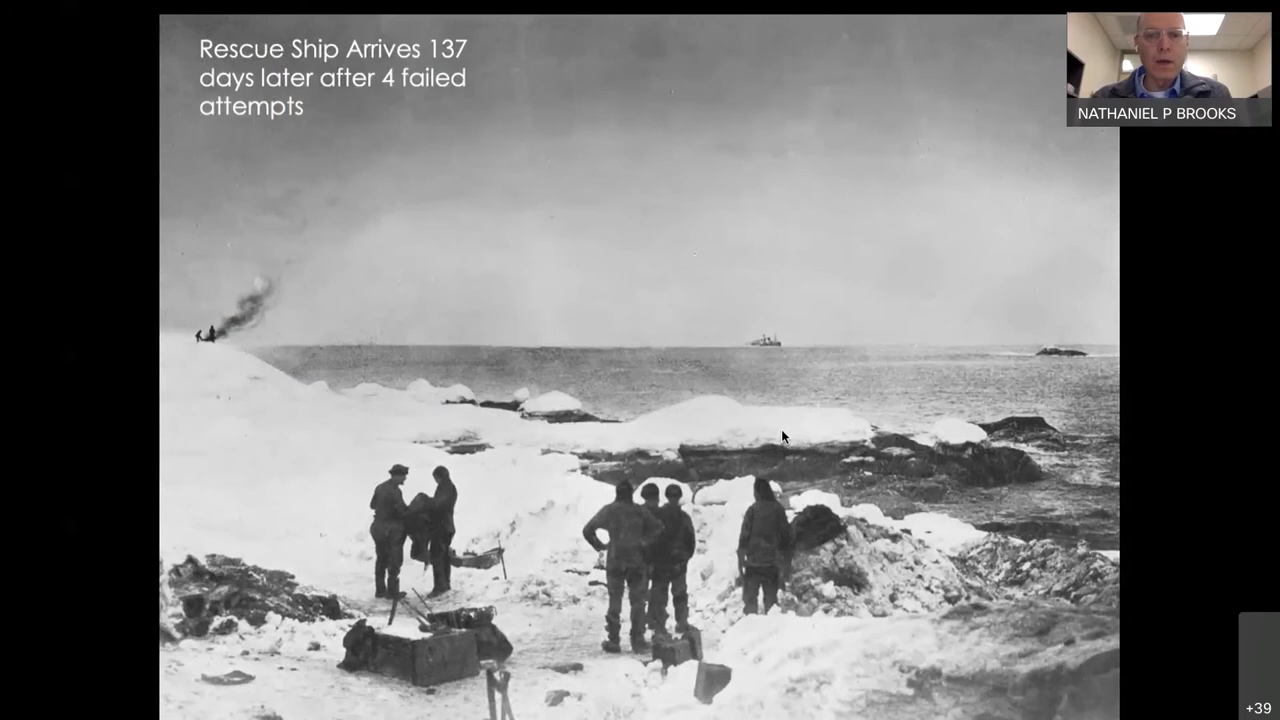 Rescue Ship Arrives 137
days later after 4 failed
attempts
NATHANIEL P BROOKS
+39